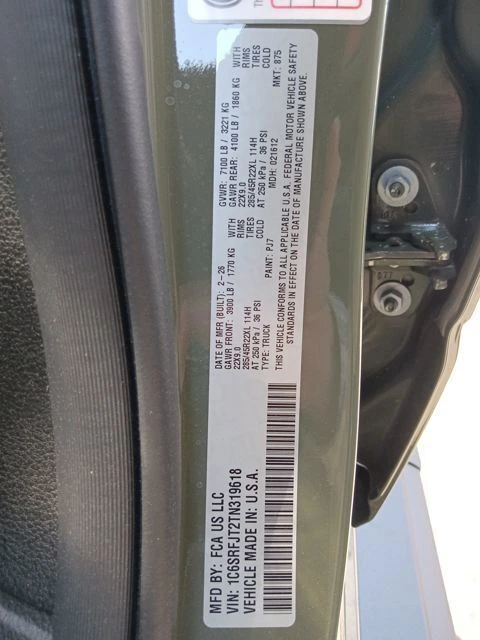 MFD BY: FCA US LLC
VIN: 1C6SRFJT2TN319618
VEHICLE MADE IN: U.S.A.
DATE OF MFR (BUILT): 2-26
GAWR FRONT: 3900 LB / 1770 KG WITH
22X9.0 RIMS
285/45R22XL 114H TIRES
AT 250 kPa / 36 PSI COLD
TYPE: TRUCK PAINT: PJ7
GVWR: 7100 LB / 3221 KG
GAWR REAR: 4100 LB / 1860 KG WITH
22X9.0 RIMS
285/45R22XL 114H TIRES
AT 250 kPa / 36 PSI COLD
MDH: 021612 MKT: 875
THIS VEHICLE CONFORMS TO ALL APPLICABLE U.S.A. FEDERAL MOTOR VEHICLE SAFETY
STANDARDS IN EFFECT ON THE DATE OF MANUFACTURE SHOWN ABOVE.